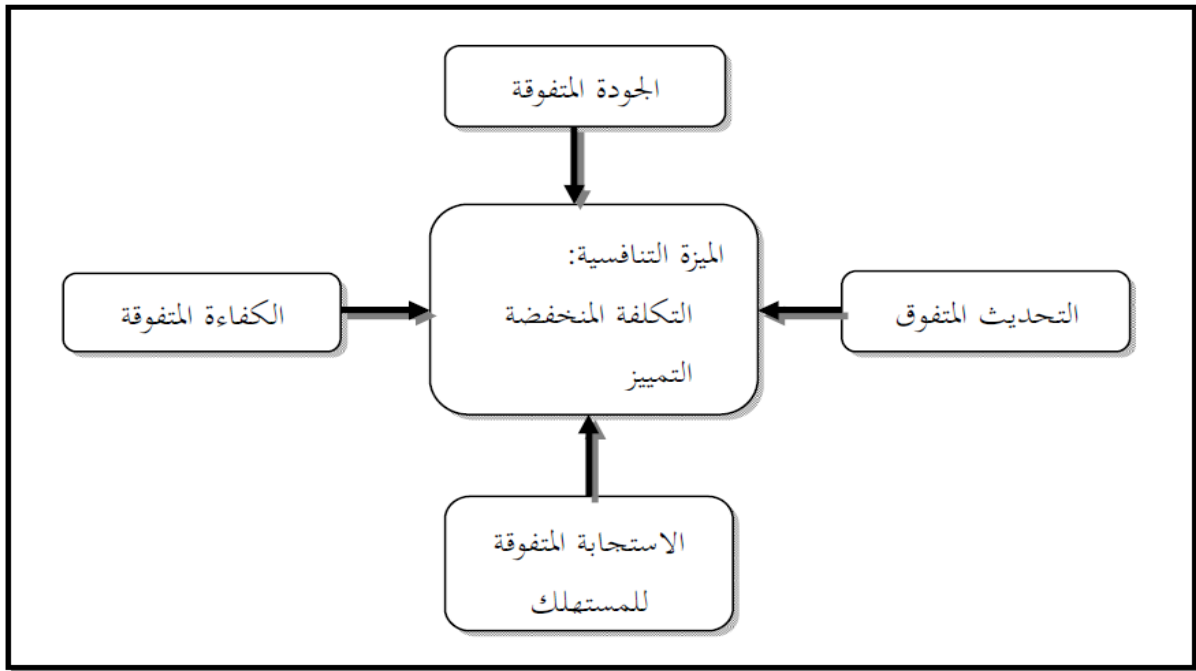 الجودة المتفوقة
الميزة التنافسية:
التكلفة المنخفضة
التمييز
التحديث المتفوق
الكفاءة المتفوقة
الاستجابة المتفوقة
للمستهلك